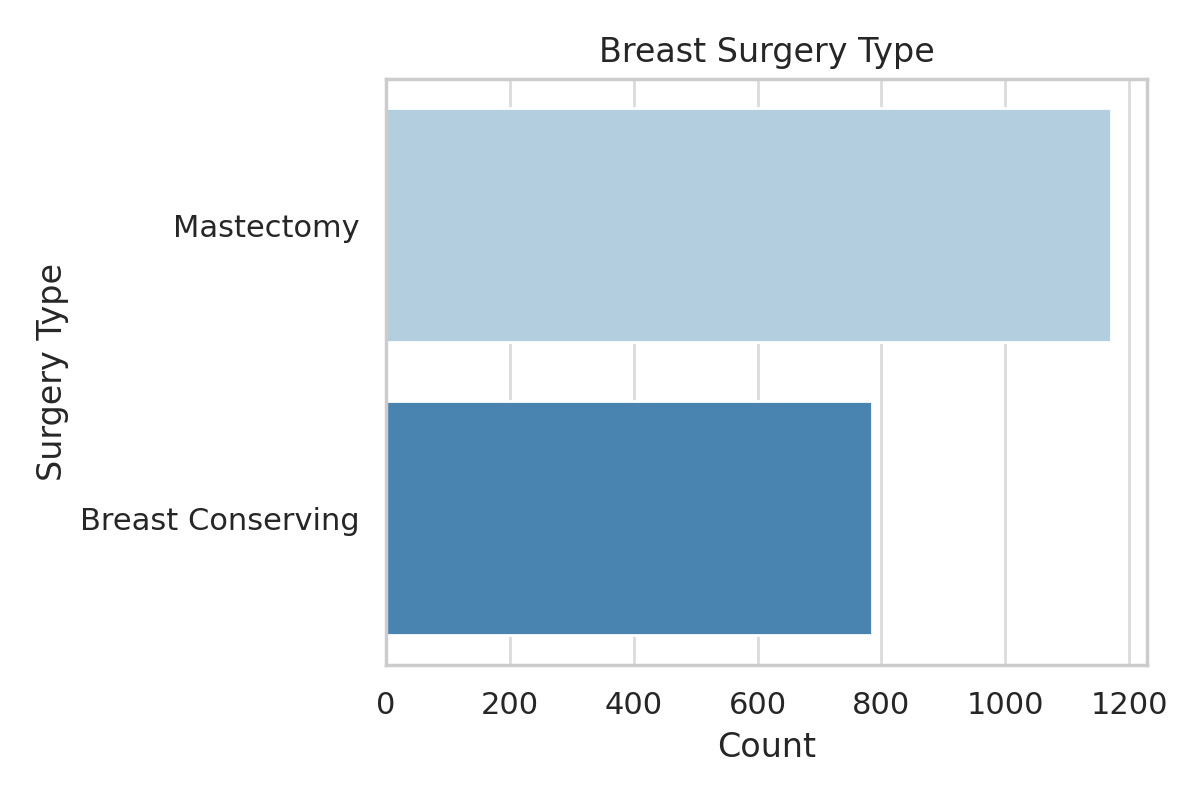 Breast Surgery Type
Surgery Type
Mastectomy
Breast Conserving
0 200 400 600 800 1000 1200
Count